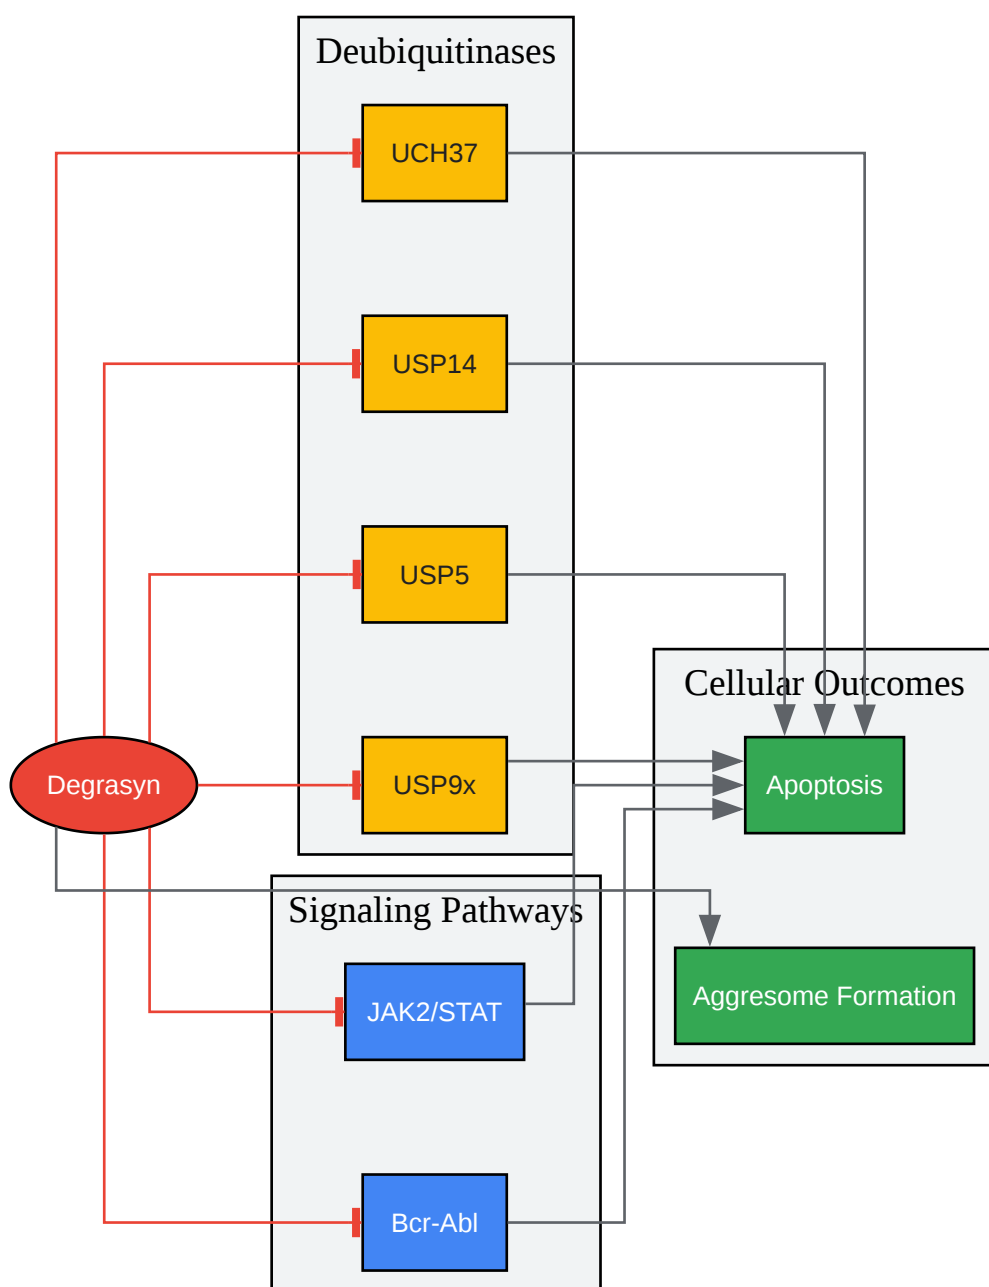 Deubiquitinases
UCH37
USP14
USP5
Cellular Outcomes
Degrasyn
USP9x
Apoptosis
Signaling Pathways
JAK2/STAT
Aggresome Formation
Bcr-Abl